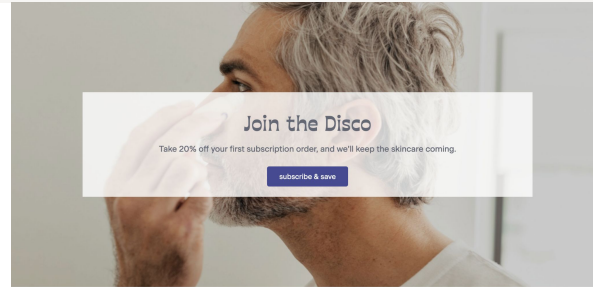 Join the Disco
Take 20% off your first subscription order, and we'll keep the skincare coming.
subscribe & save